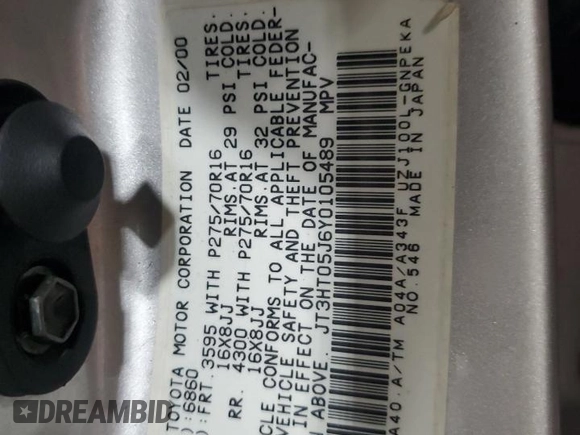 TOYOTA MOTOR CORPORATION DATE 02/00
:6860
:FRT.3595 WITH P275/70R16 TIRES.
16X8JJ RIMS.AT 29 PSI COLD.
RR. 4300 WITH P275/70R16 TIRES.
16X8JJ RIMS.AT 32 PSI COLD.
CLE CONFORMS TO ALL APPLICABLE FEDER-
VEHICLE SAFETY AND THEFT PREVENTION
IN EFFECT ON THE DATE OF MANUFAC-
ABOVE. JT3HT05J6Y0105489 MPV
A40.A/TM A04A/A343F UZJ100L-GNPEKA
NO.546 MADE IN JAPAN
DREAMBID